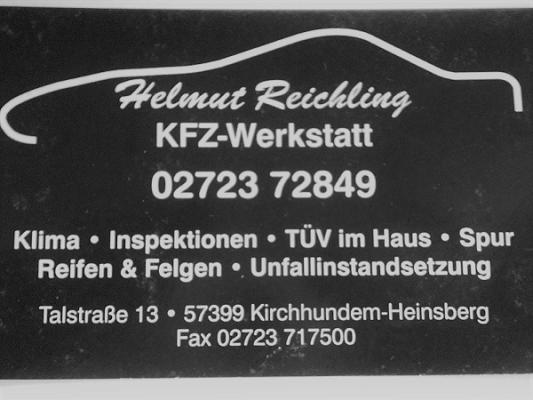 Helmut Reichling
KFZ-Werkstatt
02723 72849
Klima • Inspektionen • TÜV im Haus • Spur
Reifen & Felgen • Unfallinstandsetzung
Talstraße 13 • 57399 Kirchhundem-Heinsberg
Fax 02723 717500